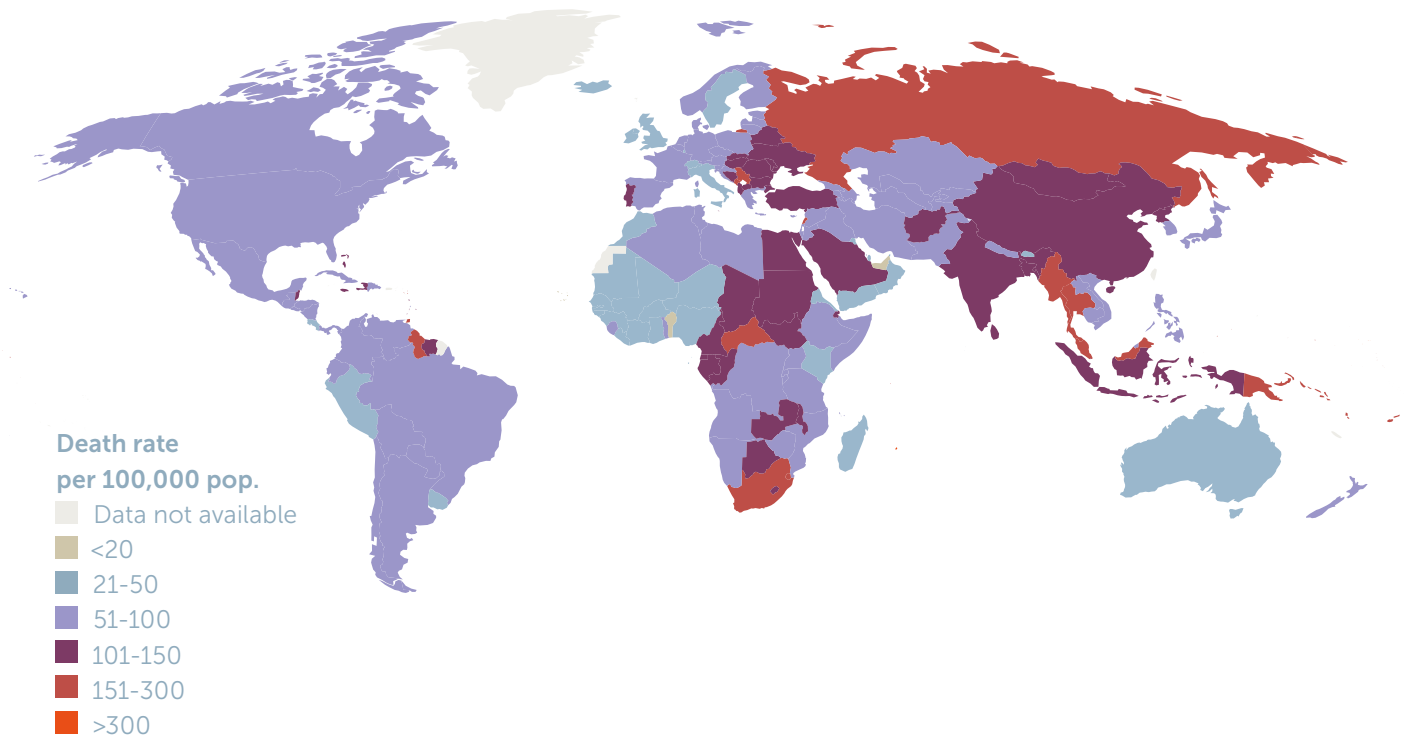 Death rate
per 100,000 pop.
Data not available
<20
21-50
51-100
101-150
151-300
>300